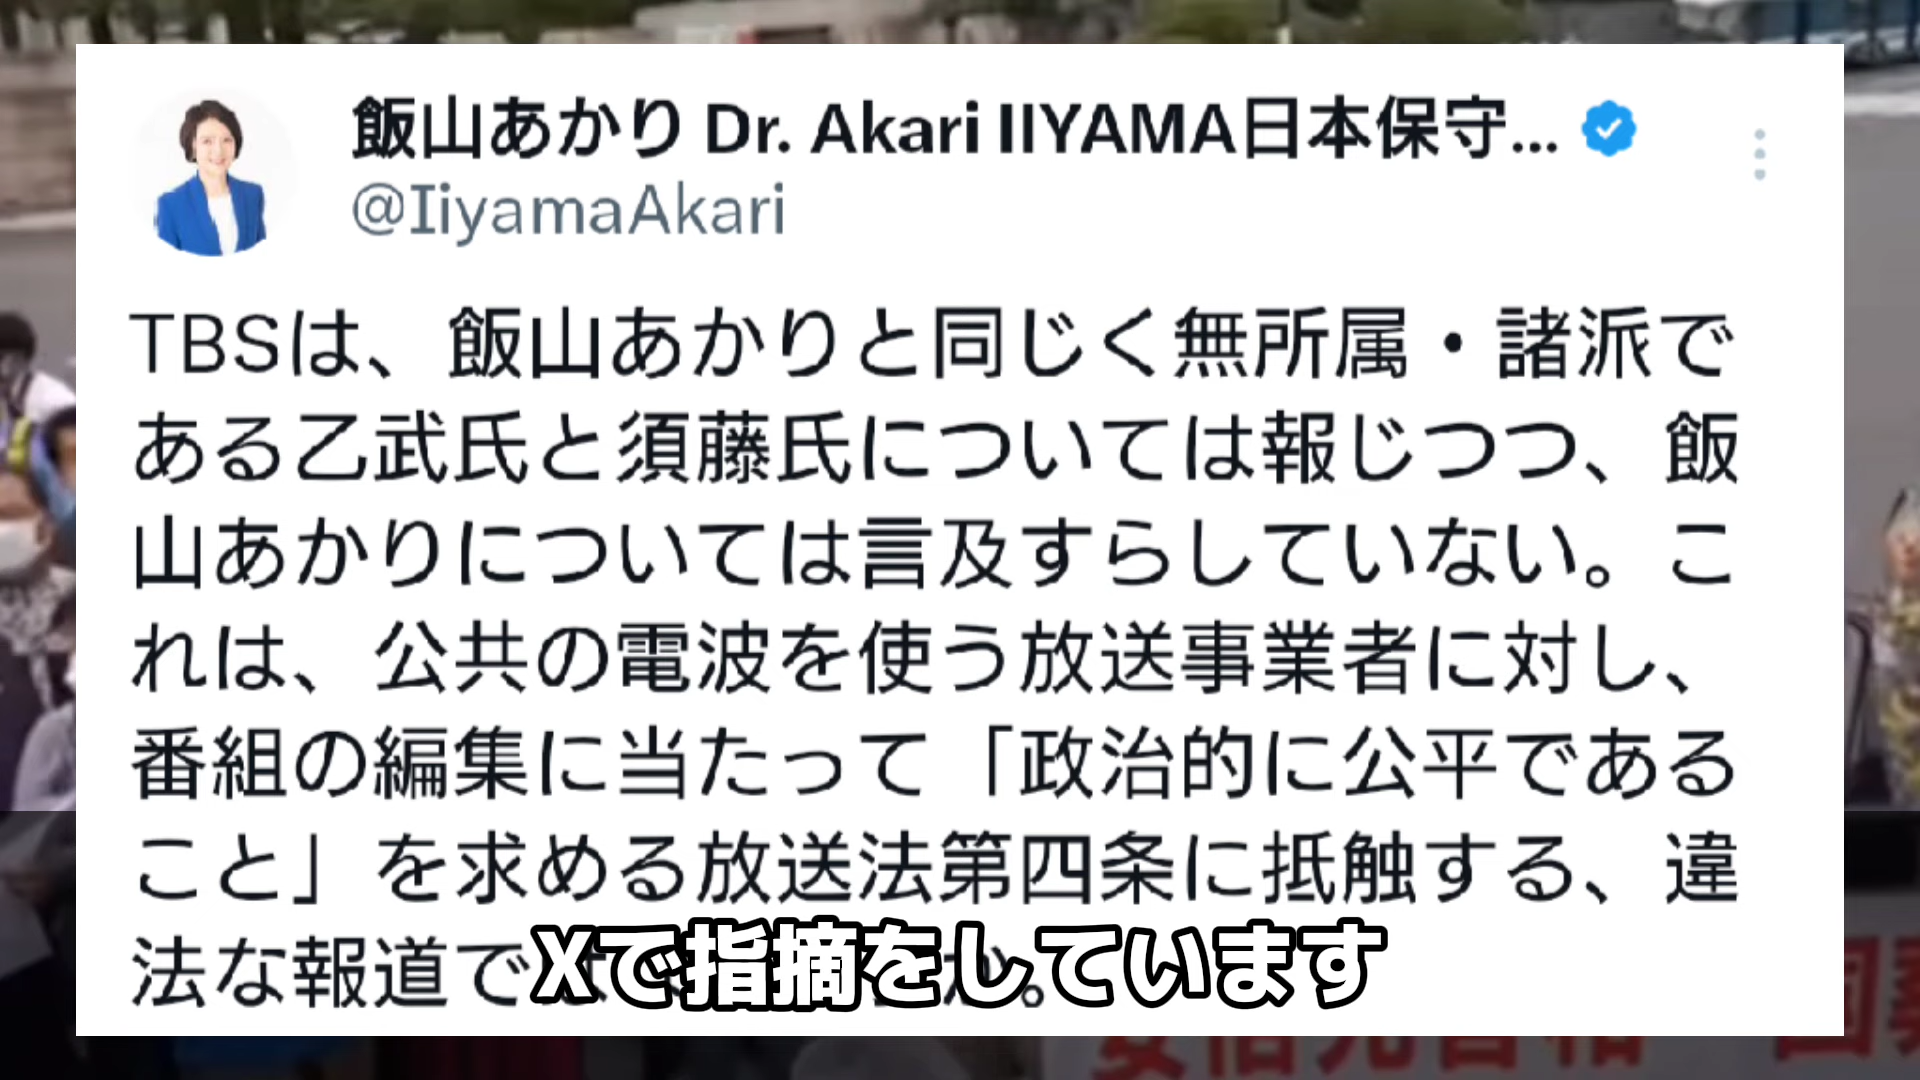 飯山あかり Dr. Akari IIYAMA日本保守...
@IiyamaAkari
TBSは、飯山あかりと同じく無所属・諸派で
ある乙武氏と須藤氏については報じつつ、飯
山あかりについては言及すらしていない。こ
れは、公共の電波を使う放送事業者に対し、
番組の編集に当たって「政治的に公平である
こと」を求める放送法第四条に抵触する、違
法な報道で
Xで指摘をしています